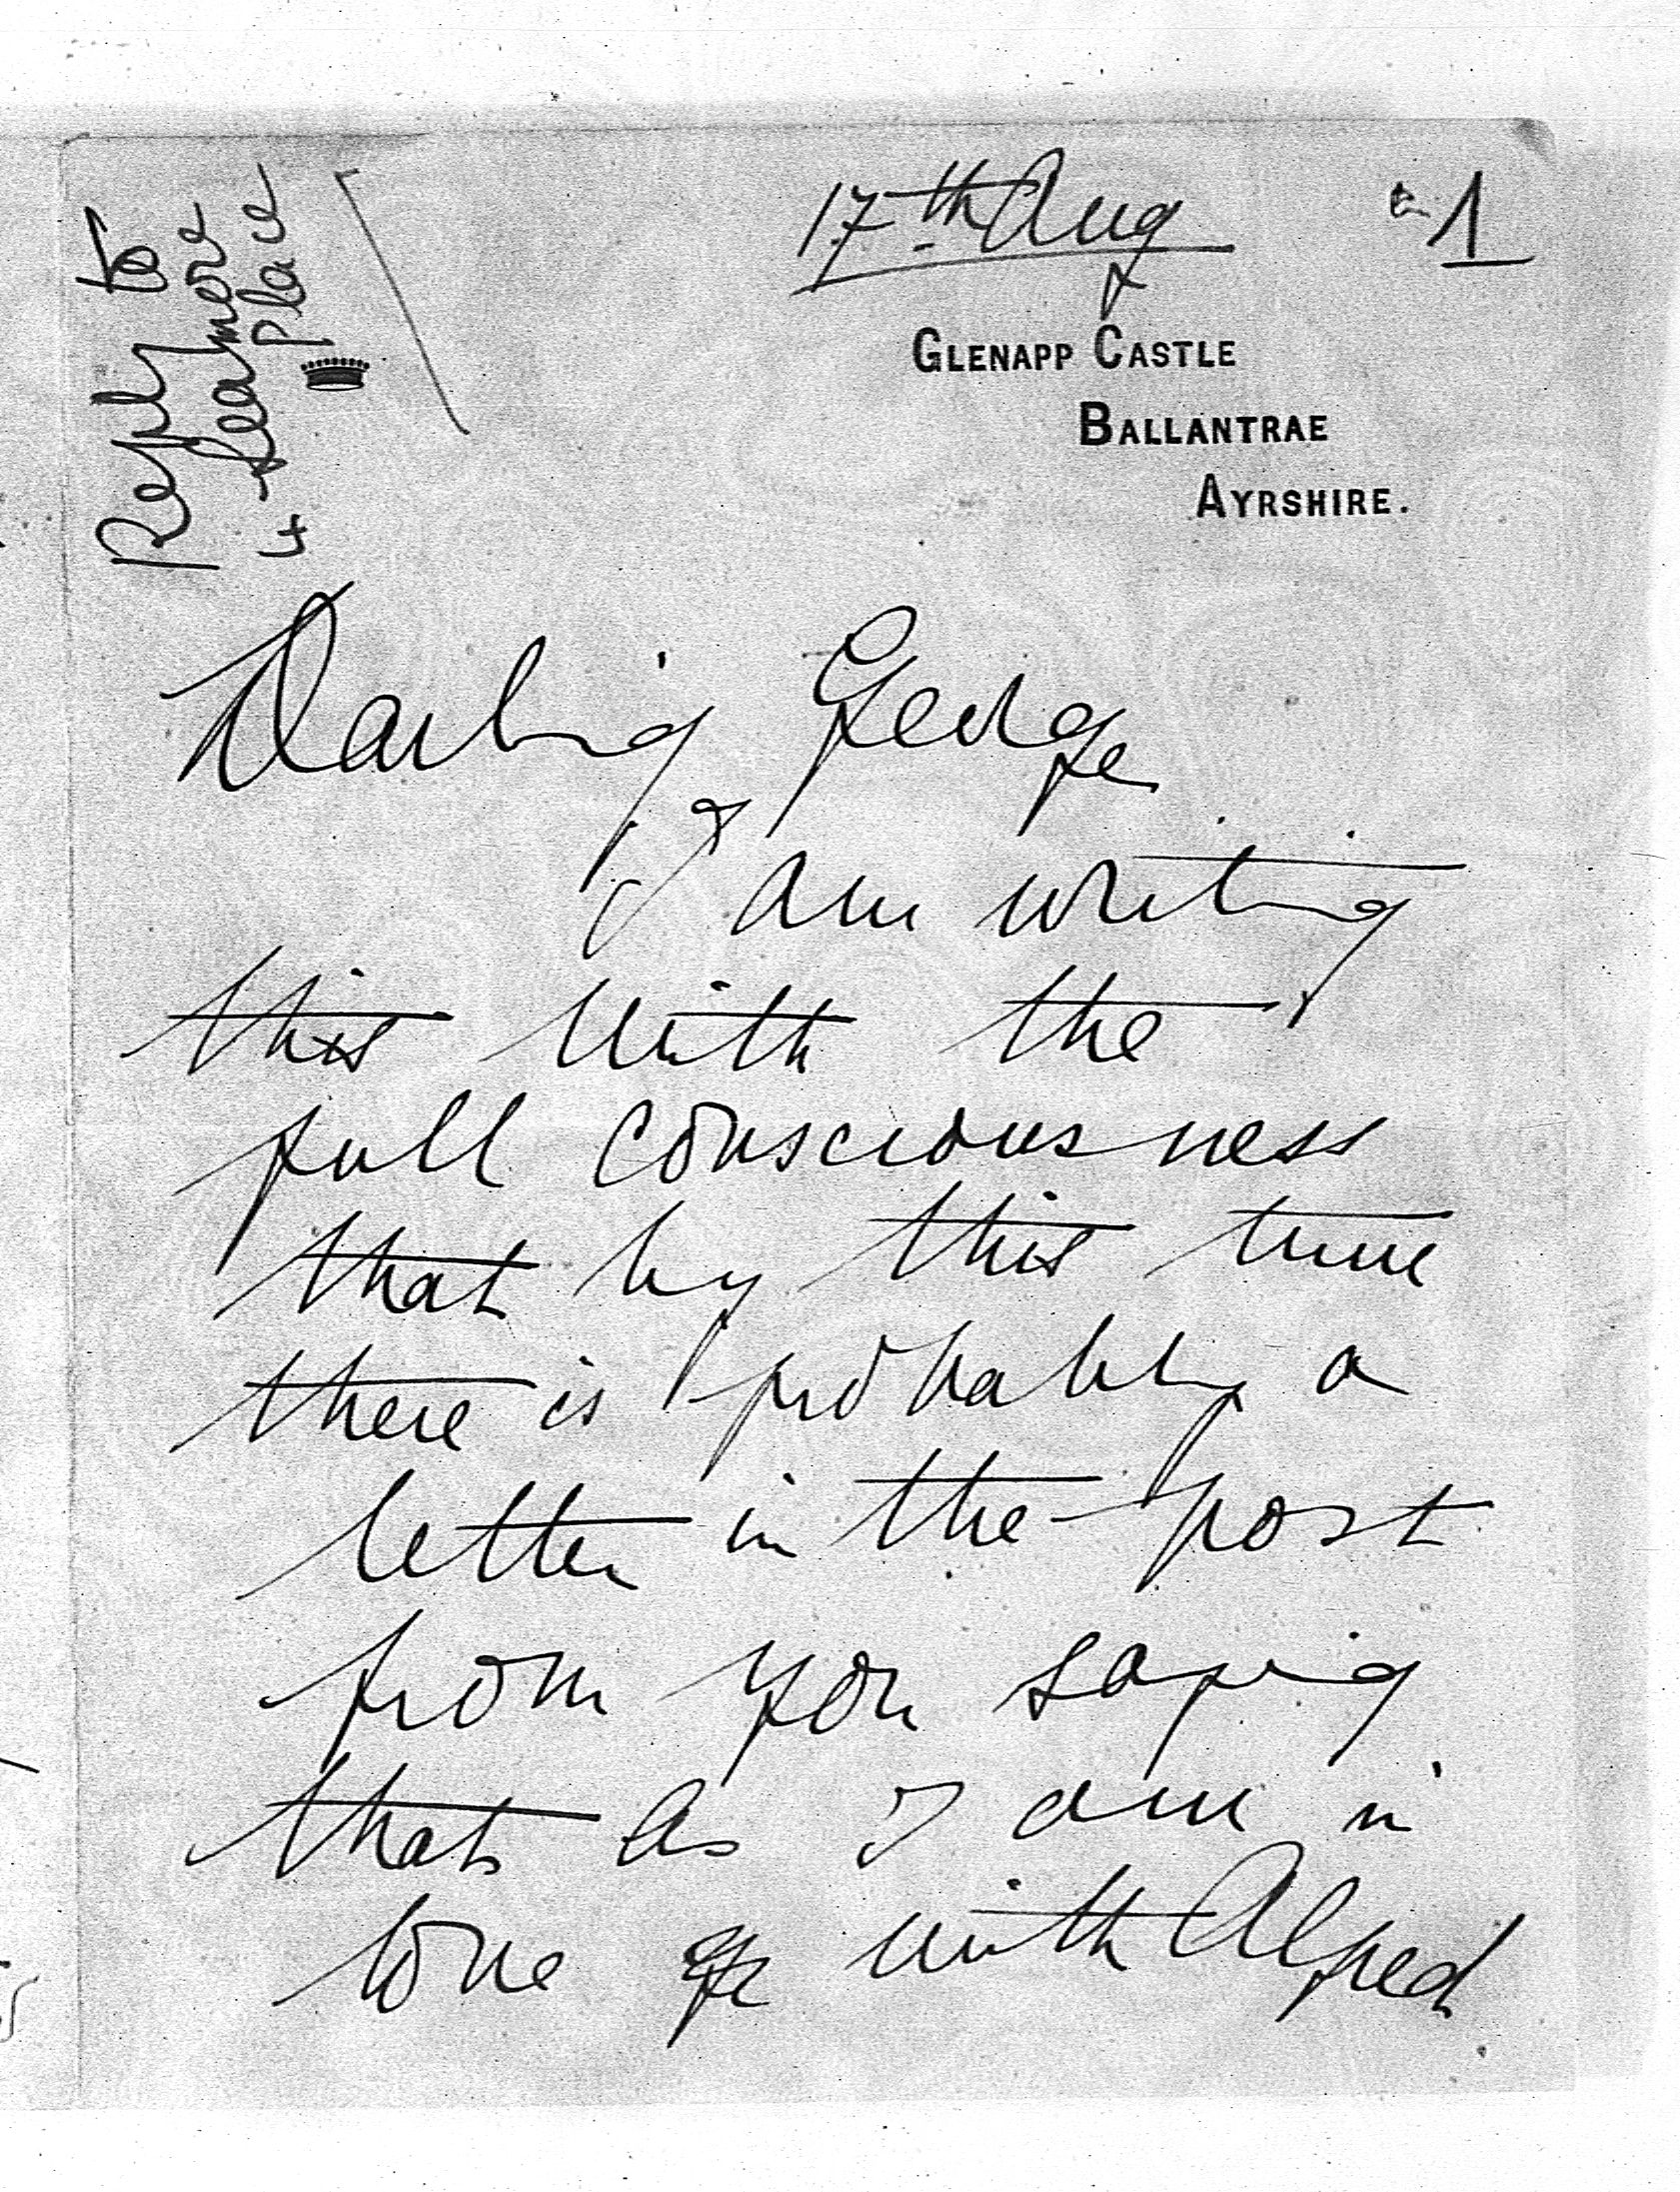 Reply to
4 Seamore
place
17th Aug
1
GLENAPP CASTLE
BALLANTRAE
AYRSHIRE.
Darling George
I am writing
this with the
full consciousness
that by this time
there is probably a
letter in the post
from you saying
that as I am in
love with Alfred